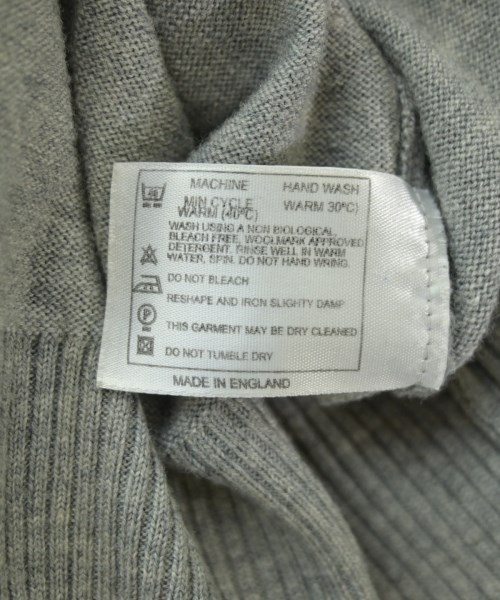 MACHINE HAND WASH
MIN CYCLE WARM 30°C)
WARM (40°C)
WASH USING A NON BIOLOGICAL,
BLEACH FREE, WOOLMARK APPROVED
DETERGENT. RINSE WELL IN WARM
WATER, SPIN. DO NOT HAND WRING.
DO NOT BLEACH
RESHAPE AND IRON SLIGHTY DAMP
P
THIS GARMENT MAY BE DRY CLEANED
DO NOT TUMBLE DRY
MADE IN ENGLAND